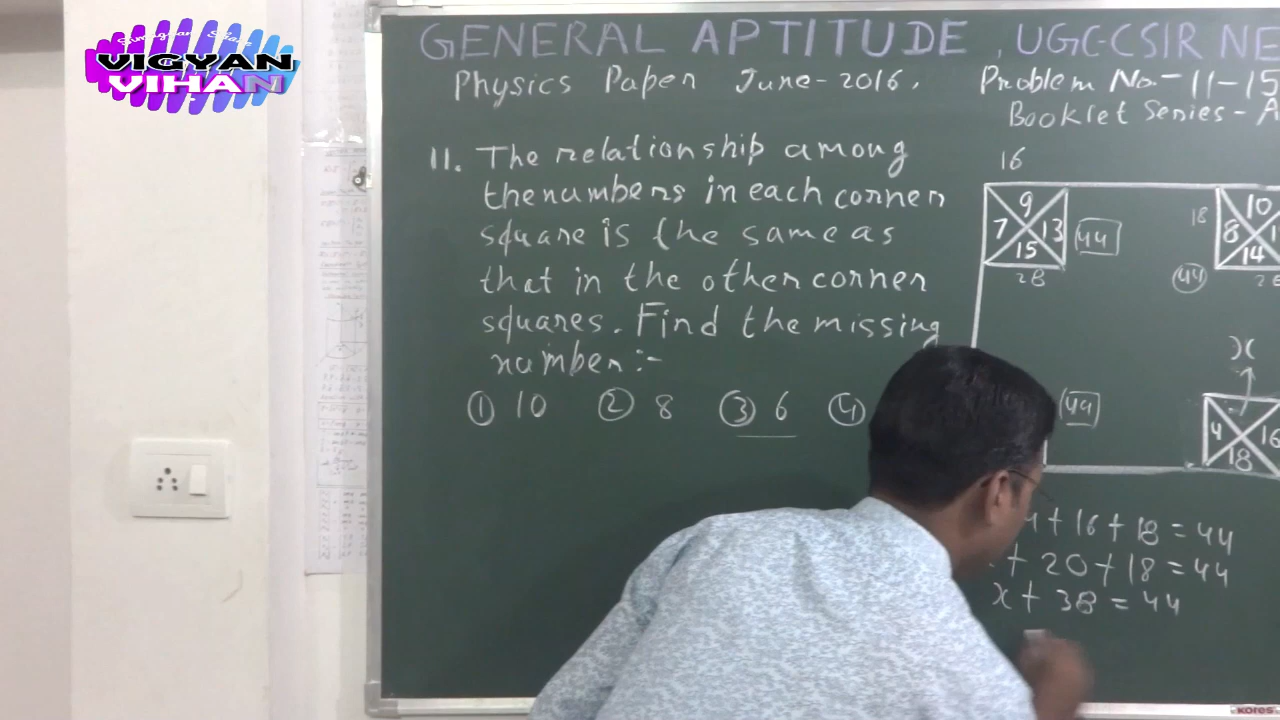 VIGYAN
VIHAN
GENERAL APTITUDE, UGC-CSIR NE
Physics Paper June-2016.
Problem No.-11-15
Booklet Series-A
11. The relationship among
the numbers in each corner
square is the same as
that in the other corner
squares. Find the missing
number:-
① 10 ② 8 ③ 6 ④
16
9
7 13
15
28
44
10
18 8
14
44
44
x
4 16
18
+ 16 + 18 = 44
+ 20 + 18 = 44
x + 38 = 44
KORES